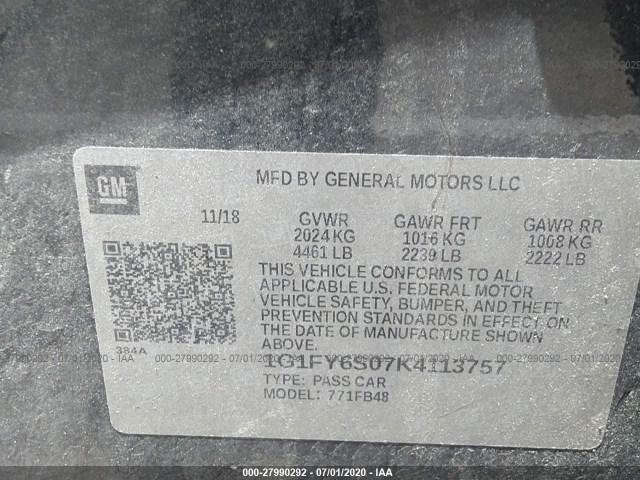 GM
MFD BY GENERAL MOTORS LLC
11/18 GVWR GAWR FRT GAWR RR
2024 KG 1016 KG 1008 KG
4461 LB 2239 LB 2222 LB
THIS VEHICLE CONFORMS TO ALL
APPLICABLE U.S. FEDERAL MOTOR
VEHICLE SAFETY, BUMPER, AND THEFT
PREVENTION STANDARDS IN EFFECT ON
THE DATE OF MANUFACTURE SHOWN
ABOVE.
384A
1G1FY6S07K4113757
TYPE: PASS CAR
MODEL: 771FB48
000-27990292 - 07/01/2020 - IAA